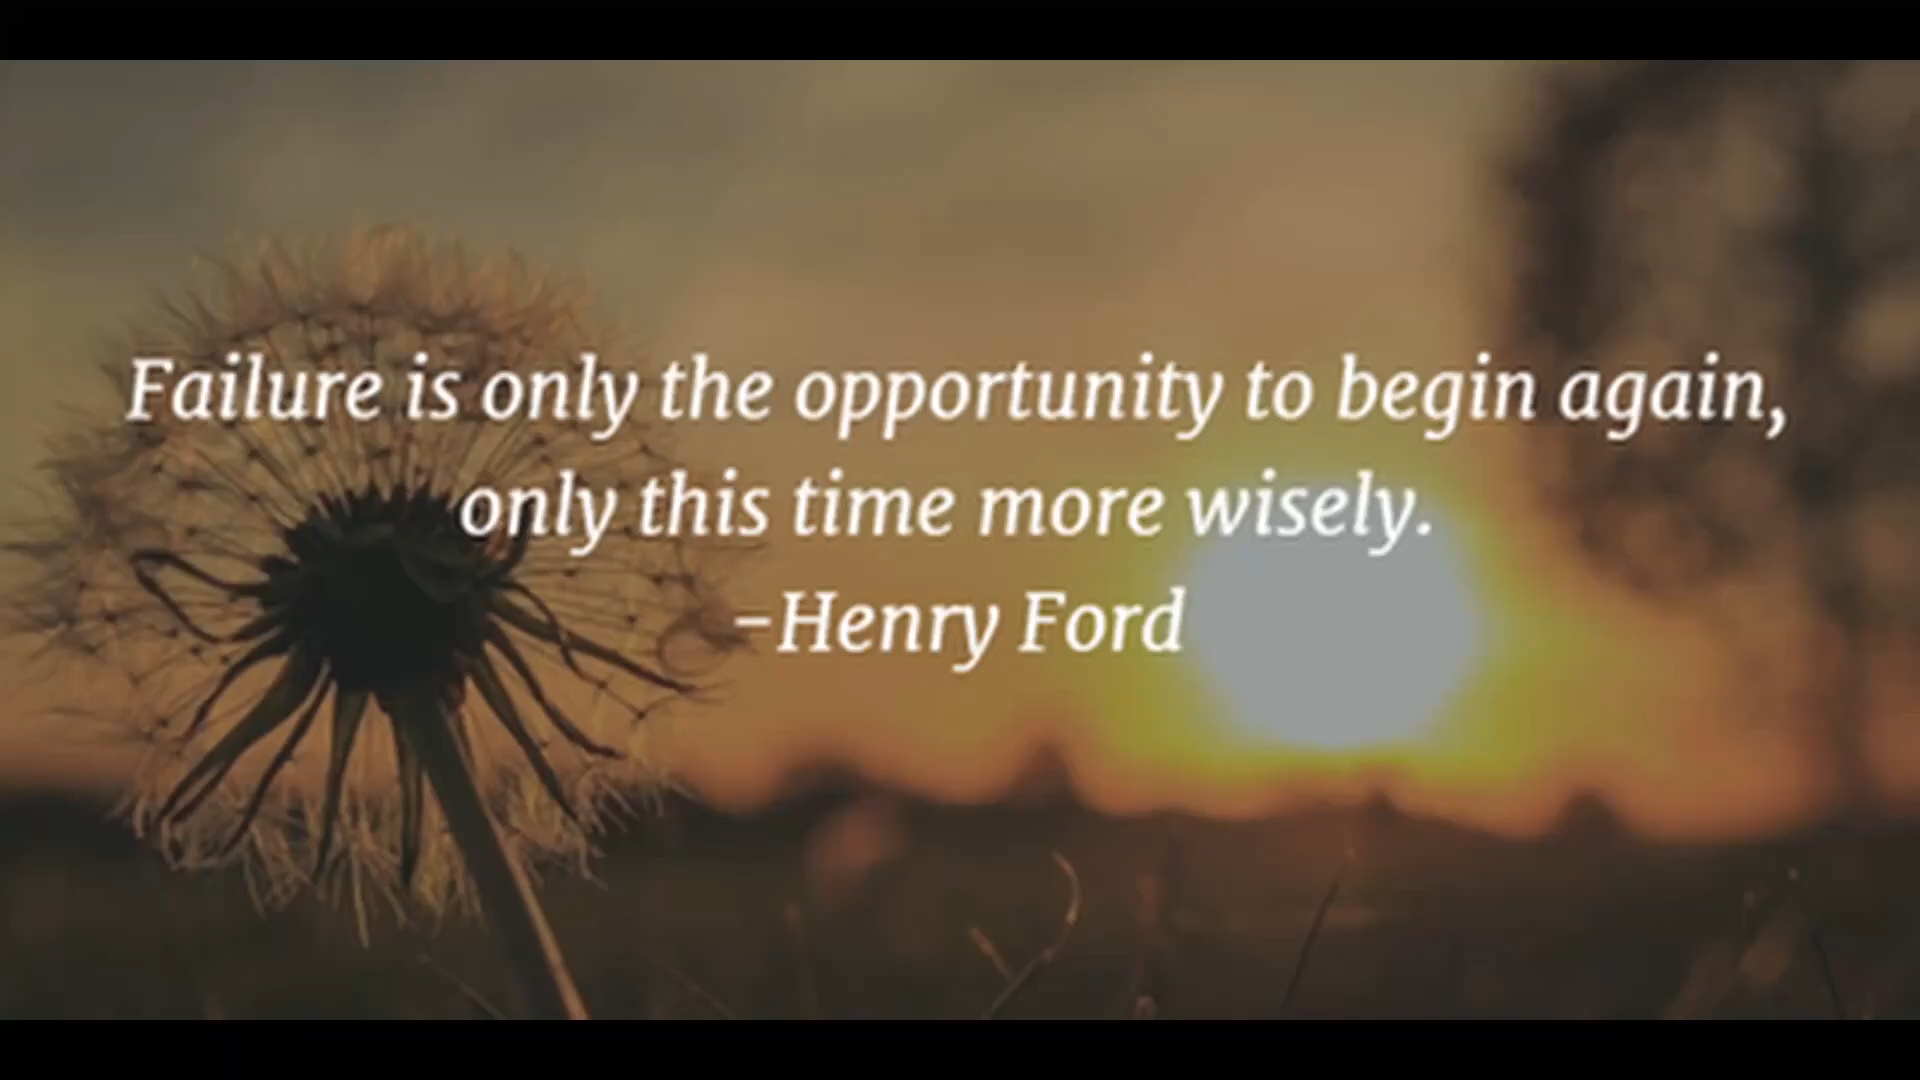 Failure is only the opportunity to begin again,
only this time more wisely.
-Henry Ford